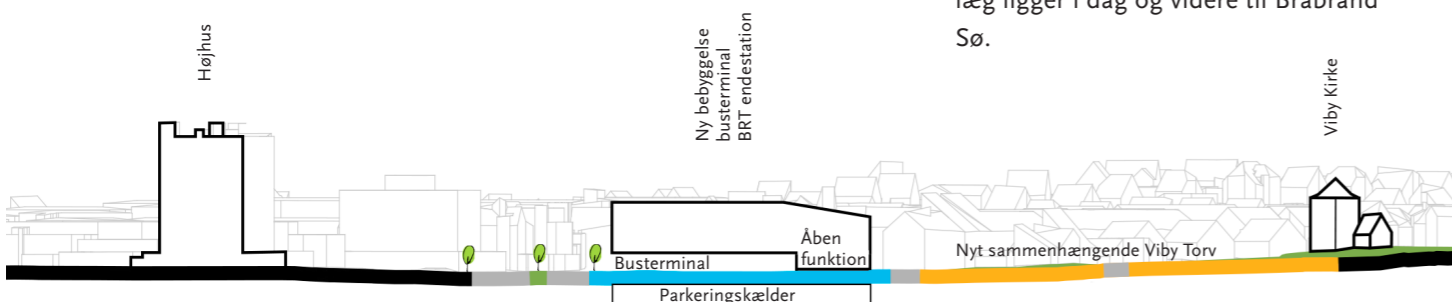 læg ligger i dag og videre til Brabrand
Sø.
Højhus
Ny bebyggelse
busterminal
BRT endestation
Viby Kirke
Åben
funktion
Busterminal
Nyt sammenhængende Viby Torv
Parkeringskælder